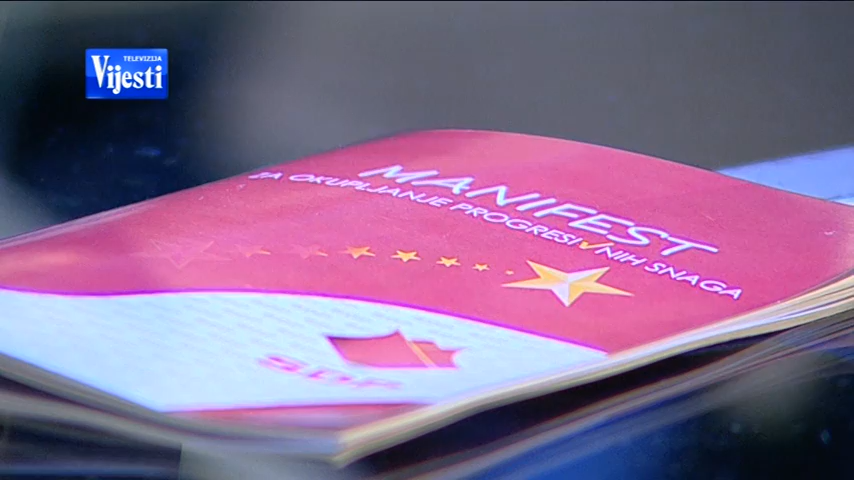 TELEVIZIJA
Vijesti
MANIFEST
ZA OKUPLJANJE PROGRESIVNIH SNAGA
SDP